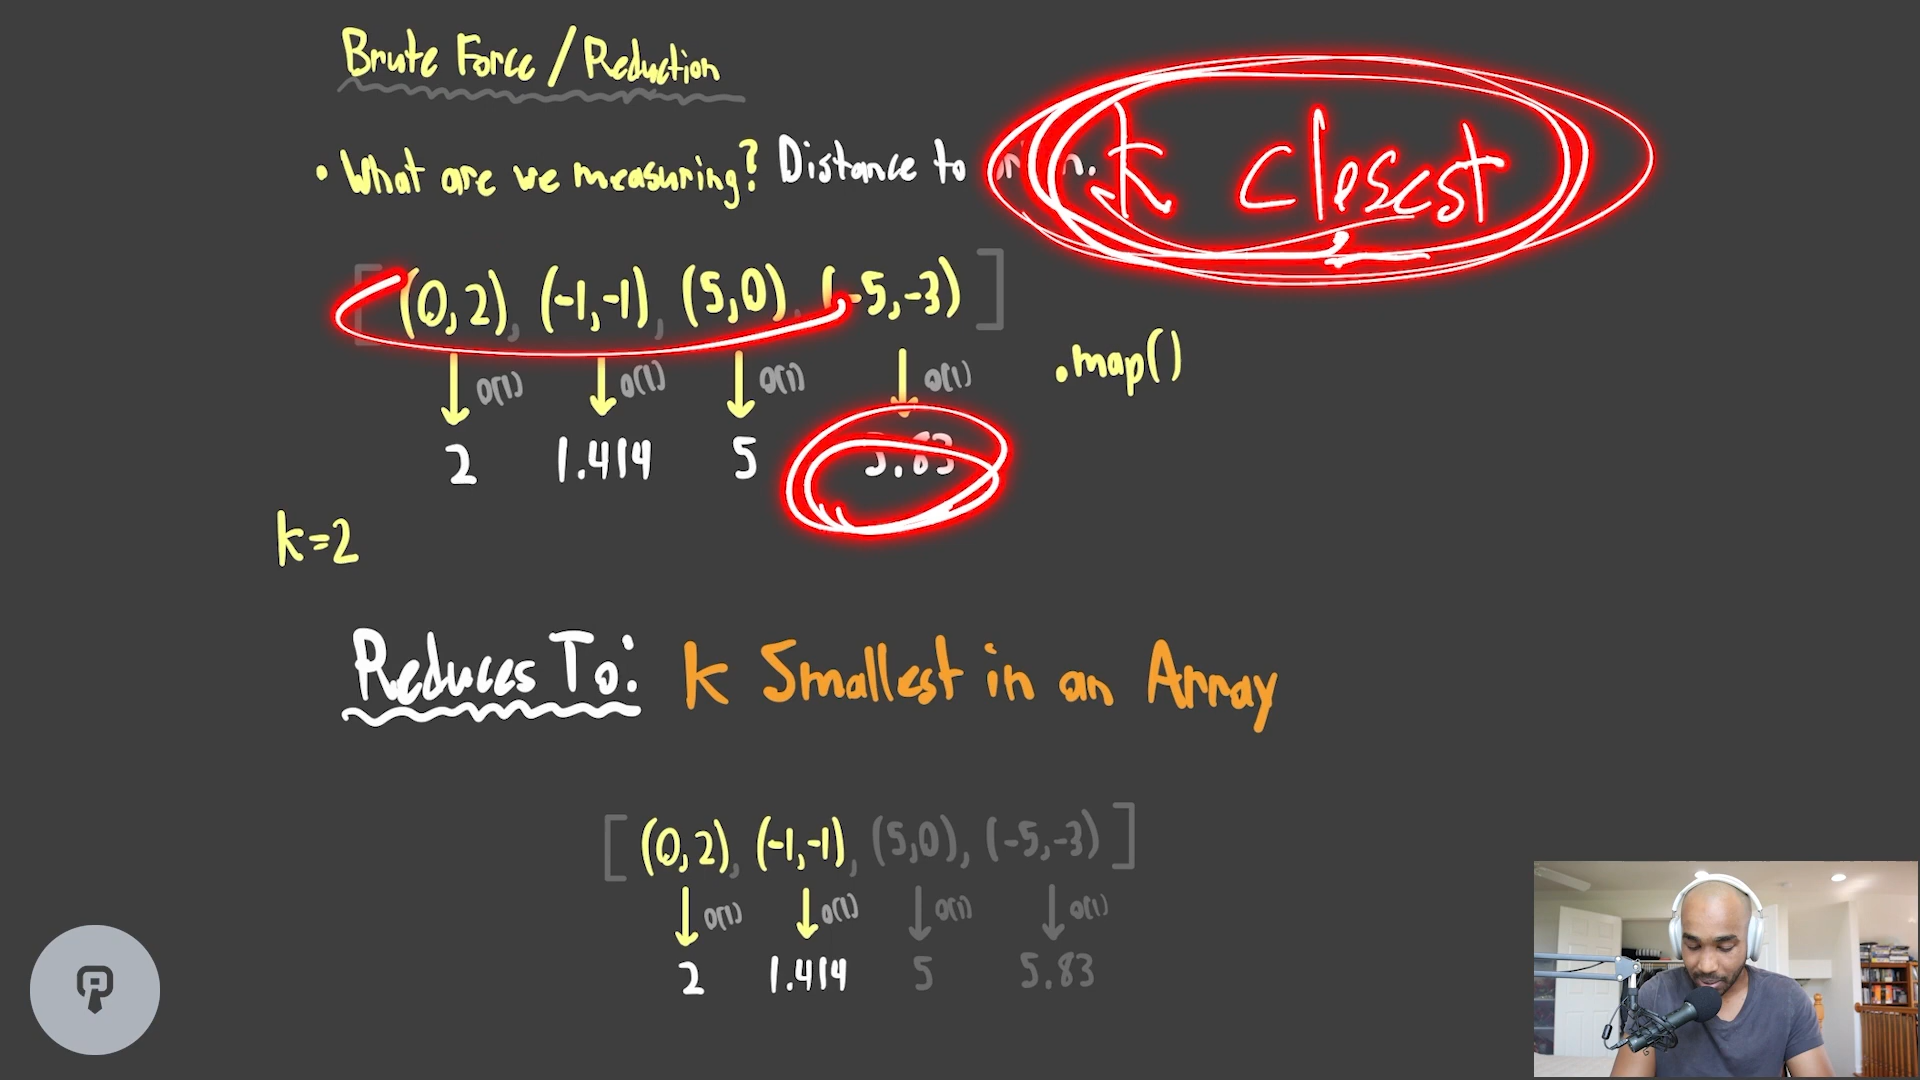 Brute Force / Reduction
• What are we measuring? Distance to
k closest
[(0,2), (-1,-1), (5,0), (-5,-3)]
O(1) O(1) O(1) O(1)
.map()
2 1.414 5 5.83
k=2
Reduces To: K Smallest in an Array
[(0,2), (-1,-1), (5,0), (-5,-3)]
O(1) O(1) O(1) O(1)
2 1.414 5 5.83